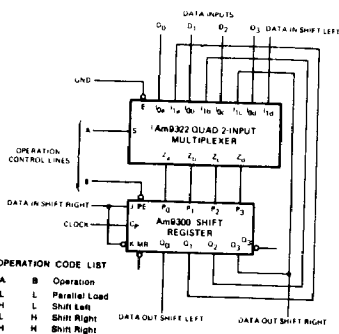 DATA INPUTS
D0 D1 D2 D3 DATA IN SHIFT LEFT
GND
E I0a I1a I0b I1b I0c I1c I0d I1d
A S Am9322 QUAD 2-INPUT
MULTIPLEXER
Za Zb Zc Zd
OPERATION
CONTROL LINES
B
DATA IN SHIFT RIGHT
J PE P0 P1 P2 P3
CLOCK CP Am9300 SHIFT
REGISTER
K MR Q0 Q1 Q2 Q3 Q3
OPERATION CODE LIST
A B Operation
L L Parallel Load
H L Shift Left
L H Shift Right
H H Shift Right
DATA OUT SHIFT LEFT
DATA OUT SHIFT RIGHT